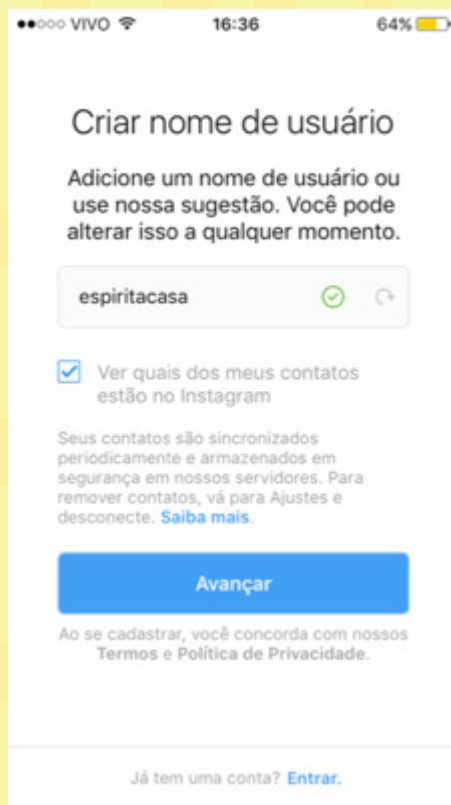 VIVO 16:36 64%
Criar nome de usuário
Adicione um nome de usuário ou
use nossa sugestão. Você pode
alterar isso a qualquer momento.
espiritacasa
Ver quais dos meus contatos
estão no Instagram
Seus contatos são sincronizados
periodicamente e armazenados em
segurança em nossos servidores. Para
remover contatos, vá para Ajustes e
desconecte. Saiba mais.
Avançar
Ao se cadastrar, você concorda com nossos
Termos e Política de Privacidade.
Já tem uma conta? Entrar.